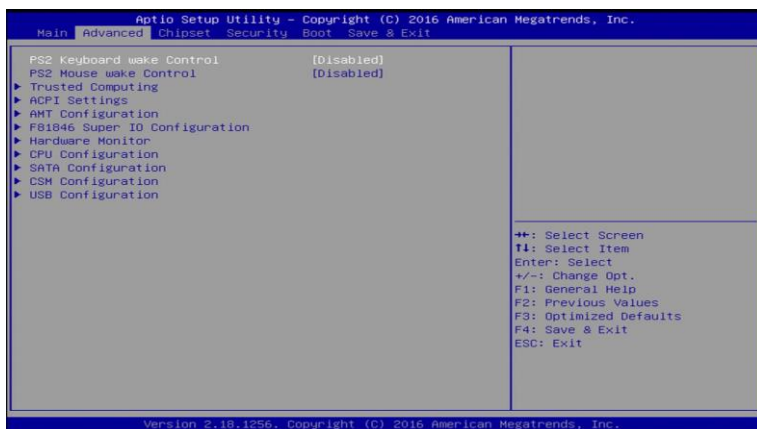 Aptio Setup Utility – Copyright (C) 2016 American Megatrends, Inc.
Main Advanced Chipset Security Boot Save & Exit
PS2 Keyboard wake Control [Disabled]
PS2 Mouse wake Control [Disabled]
▶ Trusted Computing
▶ ACPI Settings
▶ AMT Configuration
▶ F81846 Super IO Configuration
▶ Hardware Monitor
▶ CPU Configuration
▶ SATA Configuration
▶ CSM Configuration
▶ USB Configuration
→←: Select Screen
↑↓: Select Item
Enter: Select
+/-: Change Opt.
F1: General Help
F2: Previous Values
F3: Optimized Defaults
F4: Save & Exit
ESC: Exit
Version 2.18.1256. Copyright (C) 2016 American Megatrends, Inc.